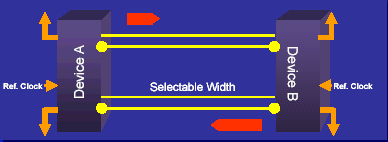 Device A
Device B
Ref. Clock
Selectable Width
Ref. Clock